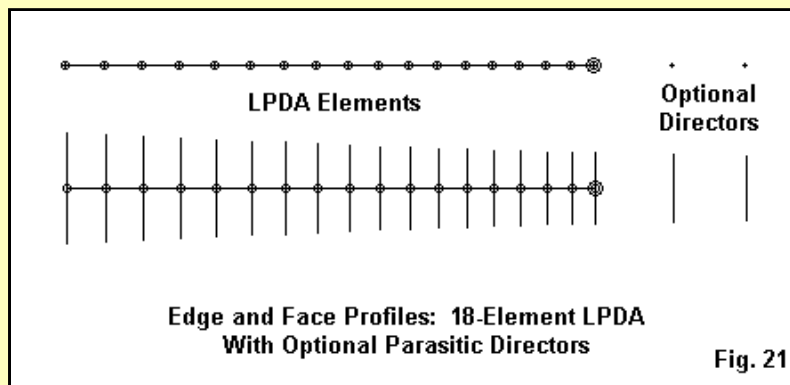 LPDA Elements
Optional
Directors
Edge and Face Profiles: 18-Element LPDA
With Optional Parasitic Directors
Fig. 21